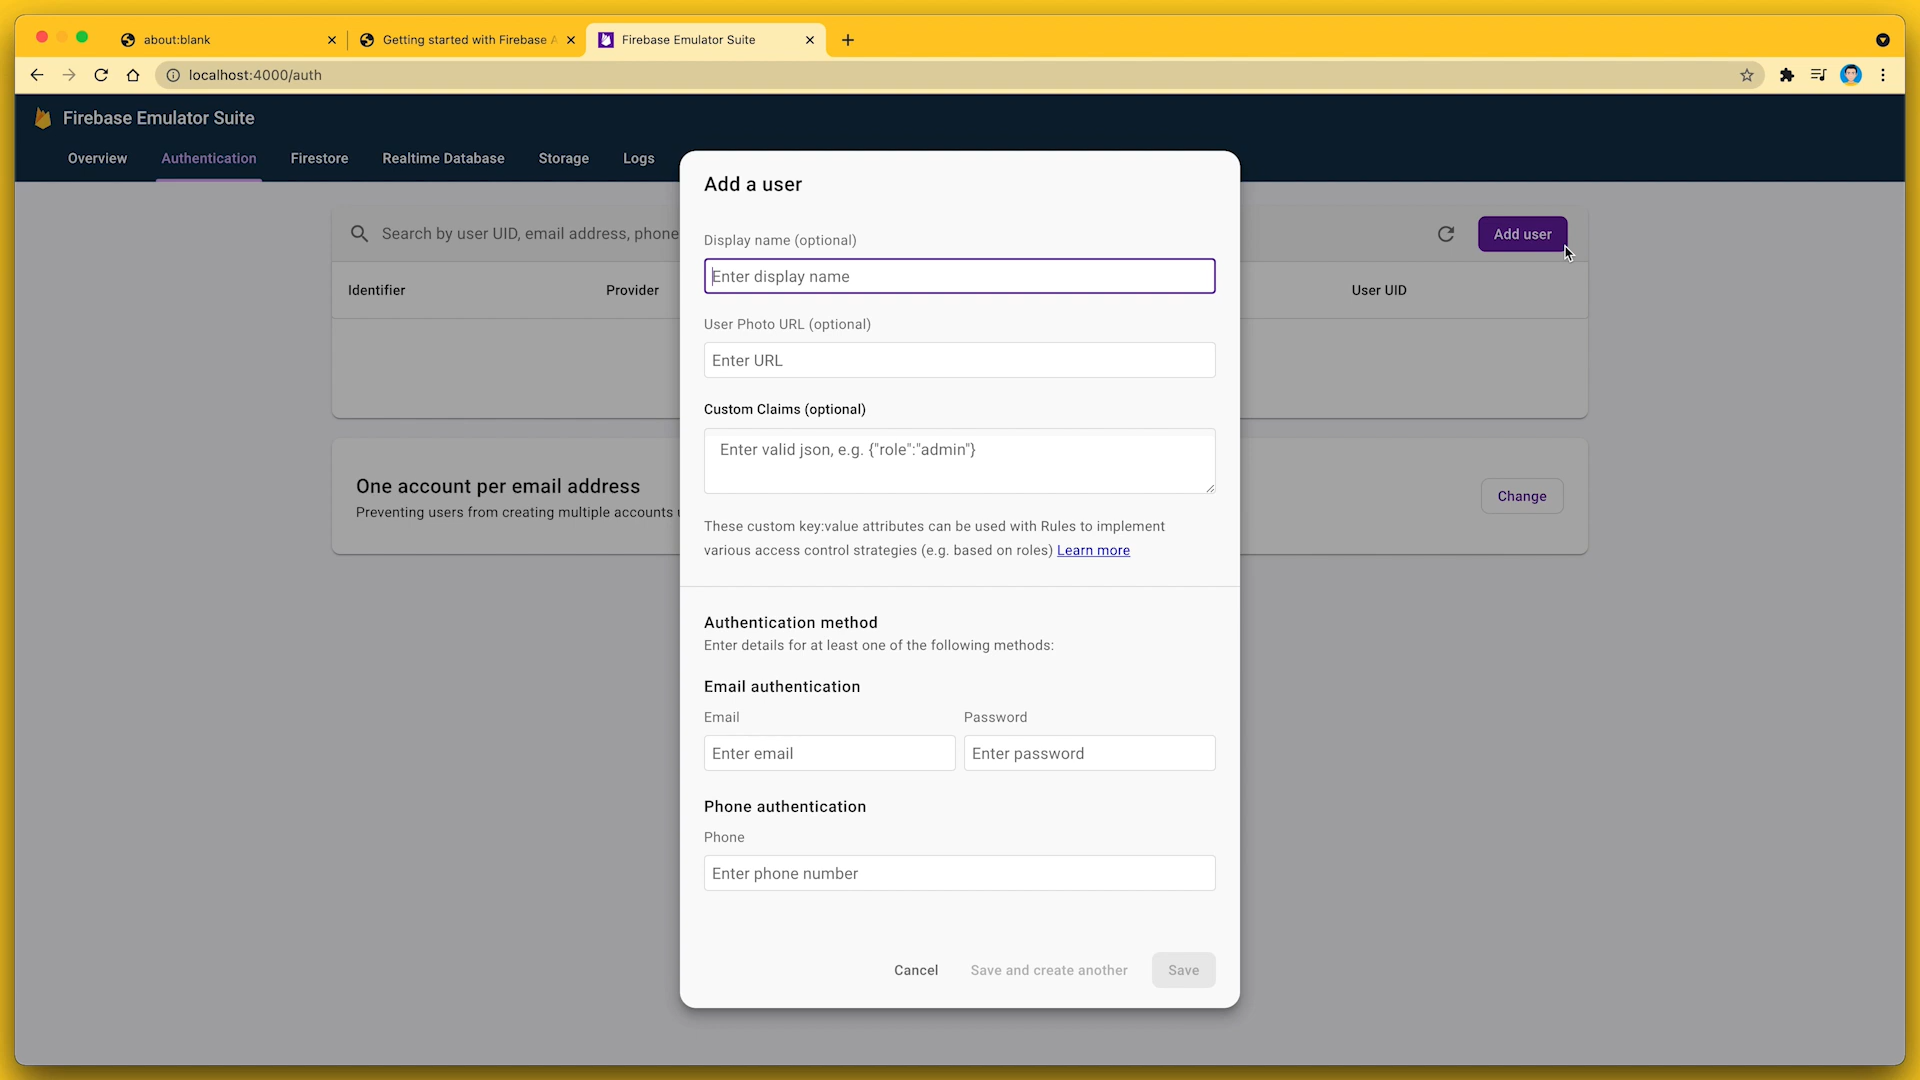 about:blank
Getting started with Firebase A
Firebase Emulator Suite
localhost:4000/auth
Firebase Emulator Suite
Overview
Authentication
Firestore
Realtime Database
Storage
Logs
Search by user UID, email address, phone
Add user
Identifier
Provider
User UID
One account per email address
Preventing users from creating multiple accounts
Change
Add a user
Display name (optional)
Enter display name
User Photo URL (optional)
Enter URL
Custom Claims (optional)
Enter valid json, e.g. {"role":"admin"}
These custom key:value attributes can be used with Rules to implement
various access control strategies (e.g. based on roles) Learn more
Authentication method
Enter details for at least one of the following methods:
Email authentication
Email
Password
Enter email
Enter password
Phone authentication
Phone
Enter phone number
Cancel
Save and create another
Save